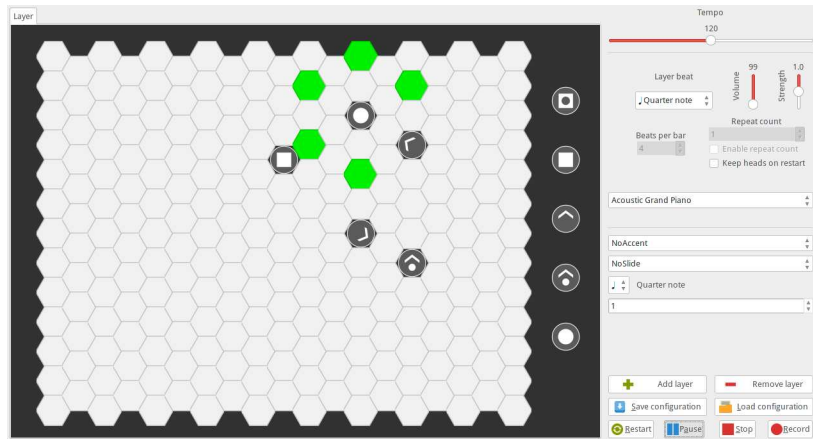 Layer
Tempo
120
Layer beat
Quarter note
Volume
99
Strength
1.0
Beats per bar
4
Repeat count
1
Enable repeat count
Keep heads on restart
Acoustic Grand Piano
NoAccent
NoSlide
Quarter note
1
Add layer
Remove layer
Save configuration
Load configuration
Restart
Pause
Stop
Record